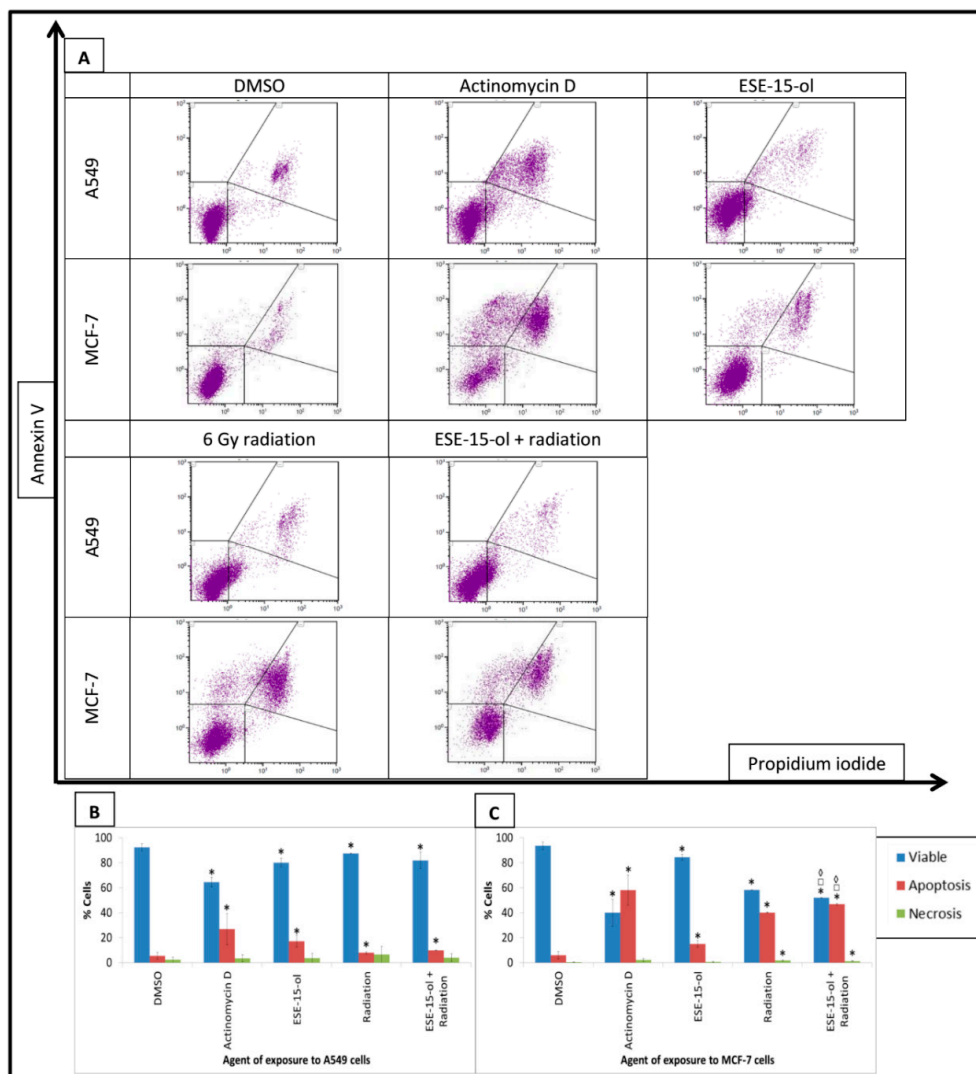 A
DMSO
Actinomycin D
ESE-15-ol
A549
MCF-7
Annexin V
6 Gy radiation
ESE-15-ol + radiation
A549
MCF-7
Propidium iodide
B
100
80
60
40
20
0
% Cells
DMSO
Actinomycin D
ESE-15-ol
Radiation
ESE-15-ol +
Radiation
Agent of exposure to A549 cells
C
100
80
60
40
20
0
% Cells
DMSO
Actinomycin D
ESE-15-ol
Radiation
ESE-15-ol +
Radiation
Agent of exposure to MCF-7 cells
Viable
Apoptosis
Necrosis